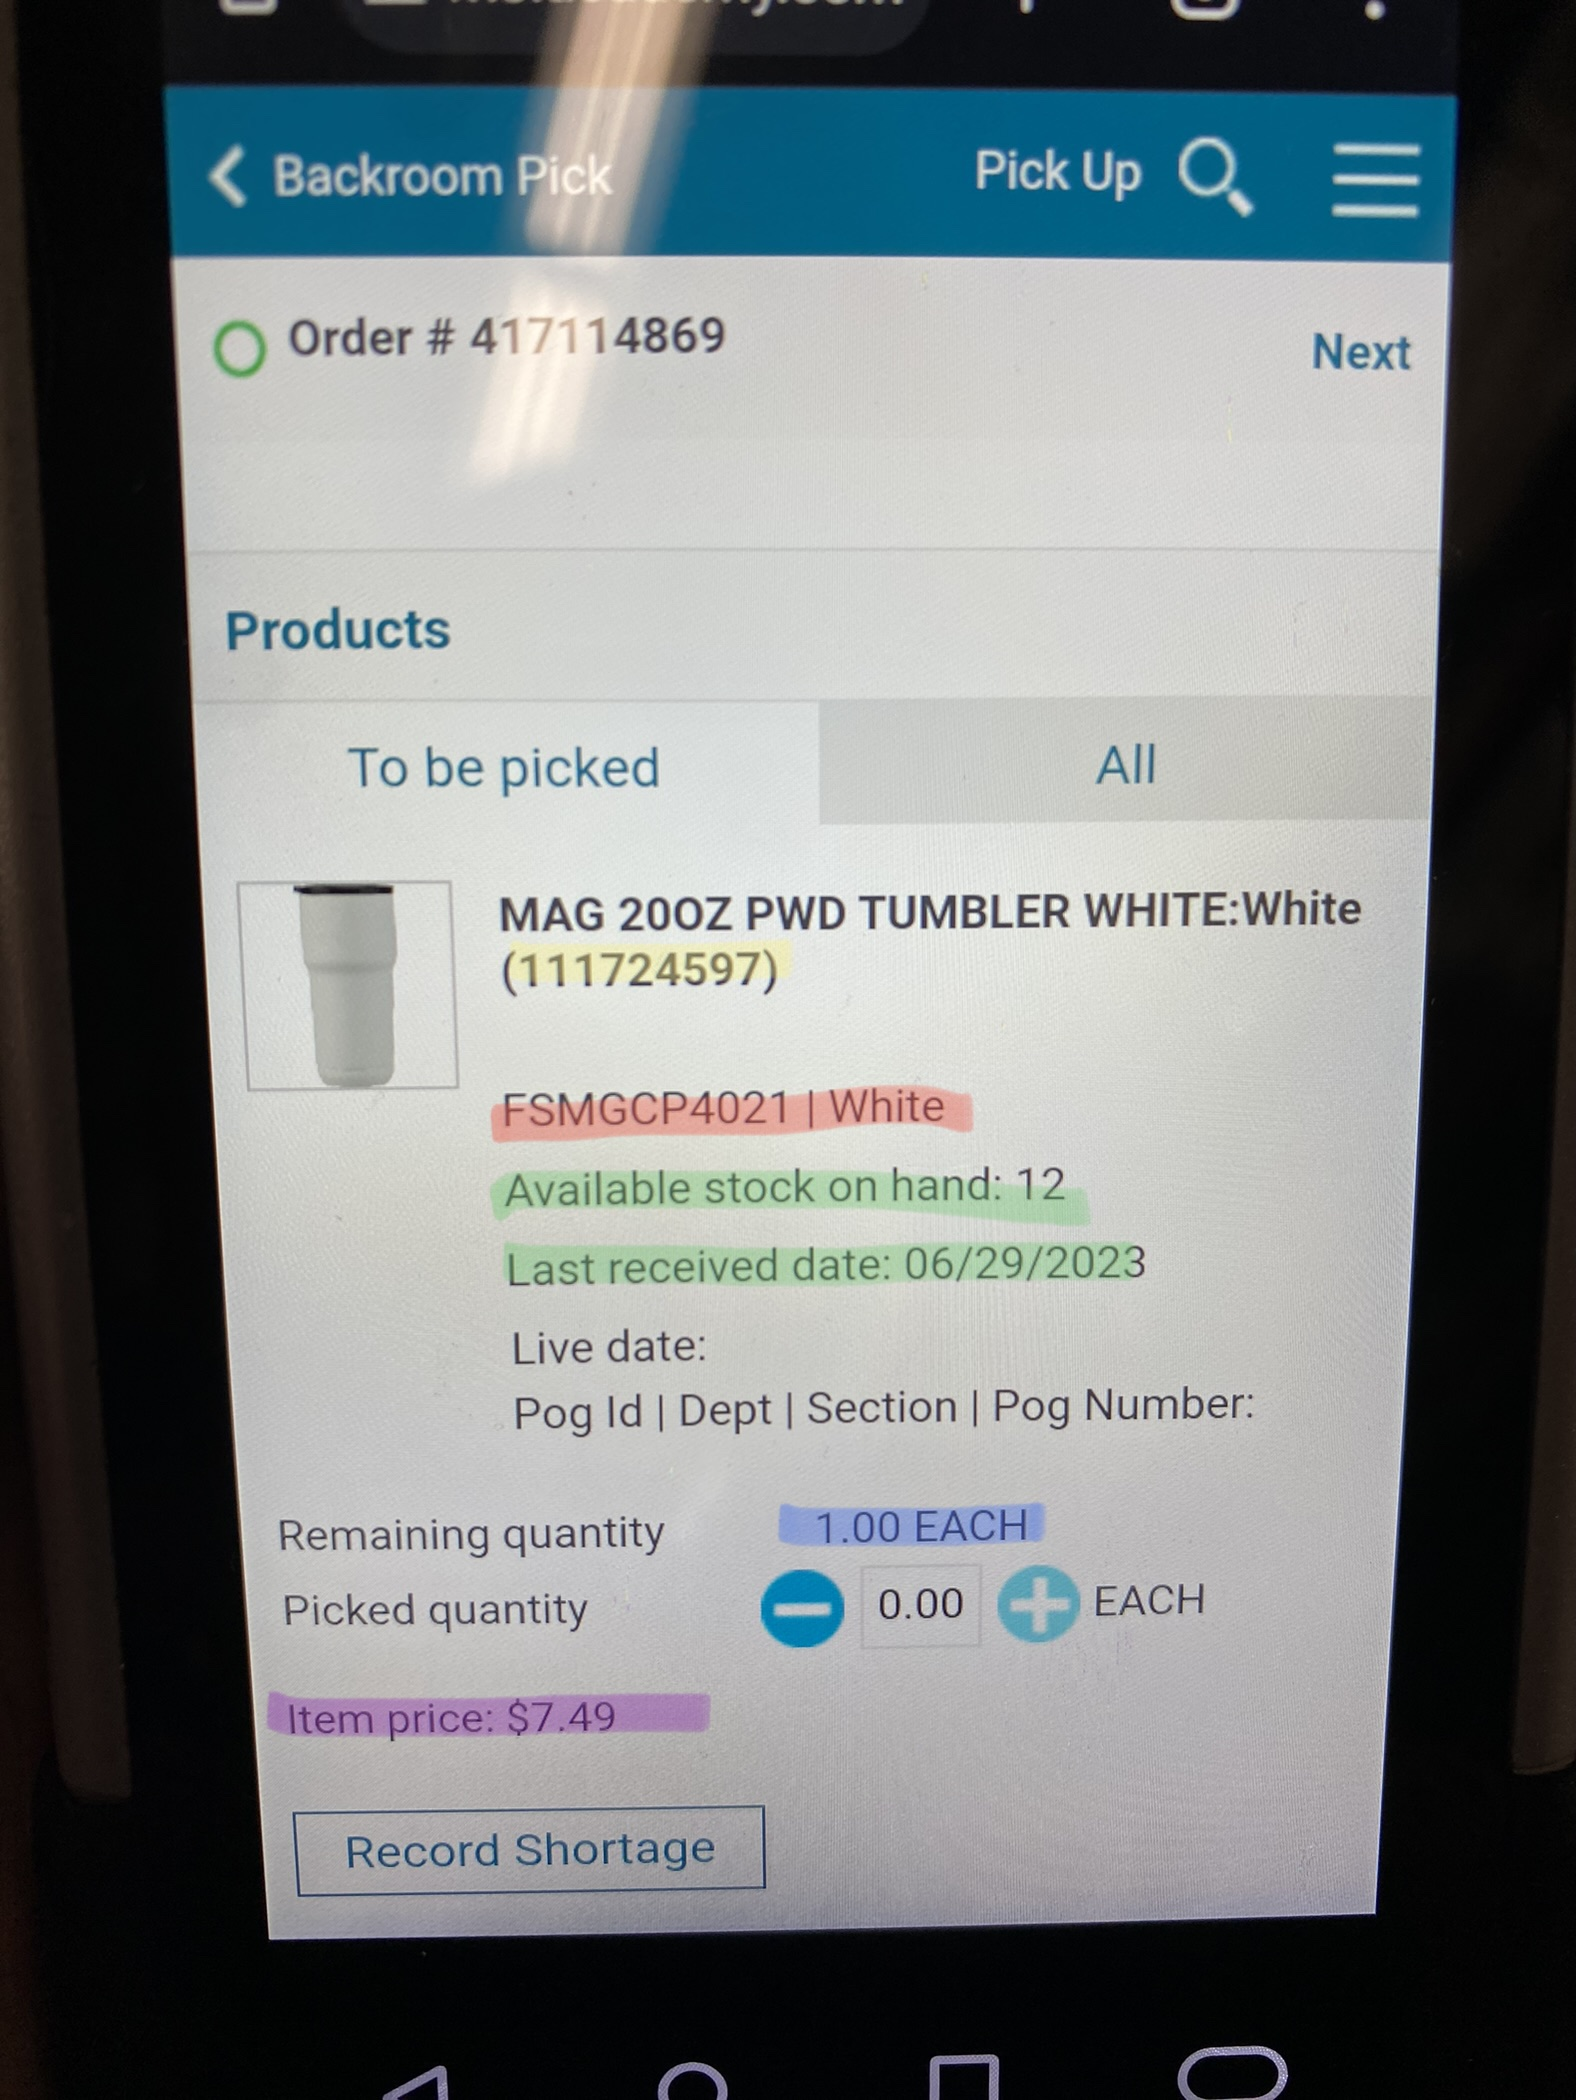 Backroom Pick Pick Up
Order # 417114869
Next
Products
To be picked All
MAG 20OZ PWD TUMBLER WHITE:White
(111724597)
FSMGCP4021 | White
Available stock on hand: 12
Last received date: 06/29/2023
Live date:
Pog Id | Dept | Section | Pog Number:
Remaining quantity 1.00 EACH
Picked quantity 0.00 EACH
Item price: $7.49
Record Shortage